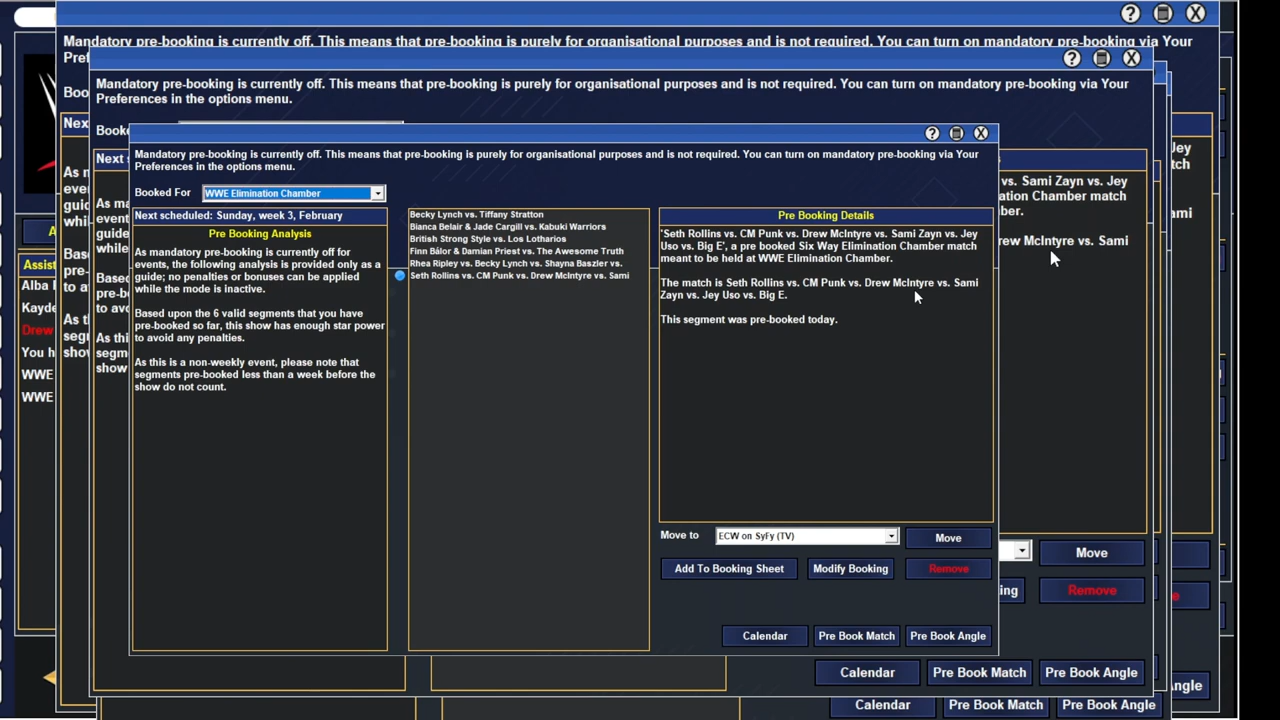 Mandatory pre-booking is currently off. This means that pre-booking is purely for organisational purposes and is not required. You can turn on mandatory pre-booking via Your
Mandatory pre-booking is currently off. This means that pre-booking is purely for organisational purposes and is not required. You can turn on mandatory pre-booking via Your
Preferences in the options menu.
Mandatory pre-booking is currently off. This means that pre-booking is purely for organisational purposes and is not required. You can turn on mandatory pre-booking via Your
Preferences in the options menu.
Booked For
WWE Elimination Chamber
Next scheduled: Sunday, week 3, February
Pre Booking Analysis
As mandatory pre-booking is currently off for
events, the following analysis is provided only as a
guide; no penalties or bonuses can be applied
while the mode is inactive.
Based upon the 6 valid segments that you have
pre-booked so far, this show has enough star power
to avoid any penalties.
As this is a non-weekly event, please note that
segments pre-booked less than a week before the
show do not count.
Becky Lynch vs. Tiffany Stratton
Bianca Belair & Jade Cargill vs. Kabuki Warriors
British Strong Style vs. Los Lotharios
Finn Bálor & Damian Priest vs. The Awesome Truth
Rhea Ripley vs. Becky Lynch vs. Shayna Baszler vs.
Seth Rollins vs. CM Punk vs. Drew McIntyre vs. Sami
Pre Booking Details
'Seth Rollins vs. CM Punk vs. Drew McIntyre vs. Sami Zayn vs. Jey
Uso vs. Big E', a pre booked Six Way Elimination Chamber match
meant to be held at WWE Elimination Chamber.
The match is Seth Rollins vs. CM Punk vs. Drew McIntyre vs. Sami
Zayn vs. Jey Uso vs. Big E.
This segment was pre-booked today.
Move to
ECW on SyFy (TV)
Move
Add To Booking Sheet
Modify Booking
Remove
Calendar
Pre Book Match
Pre Book Angle
vs. Sami Zayn vs. Jey
Chamber match
McIntyre vs. Sami
Move
Remove
Calendar
Pre Book Match
Pre Book Angle
Calendar
Pre Book Match
Pre Book Angle
Angle
Alba
Drew
You h
WWE
WWE